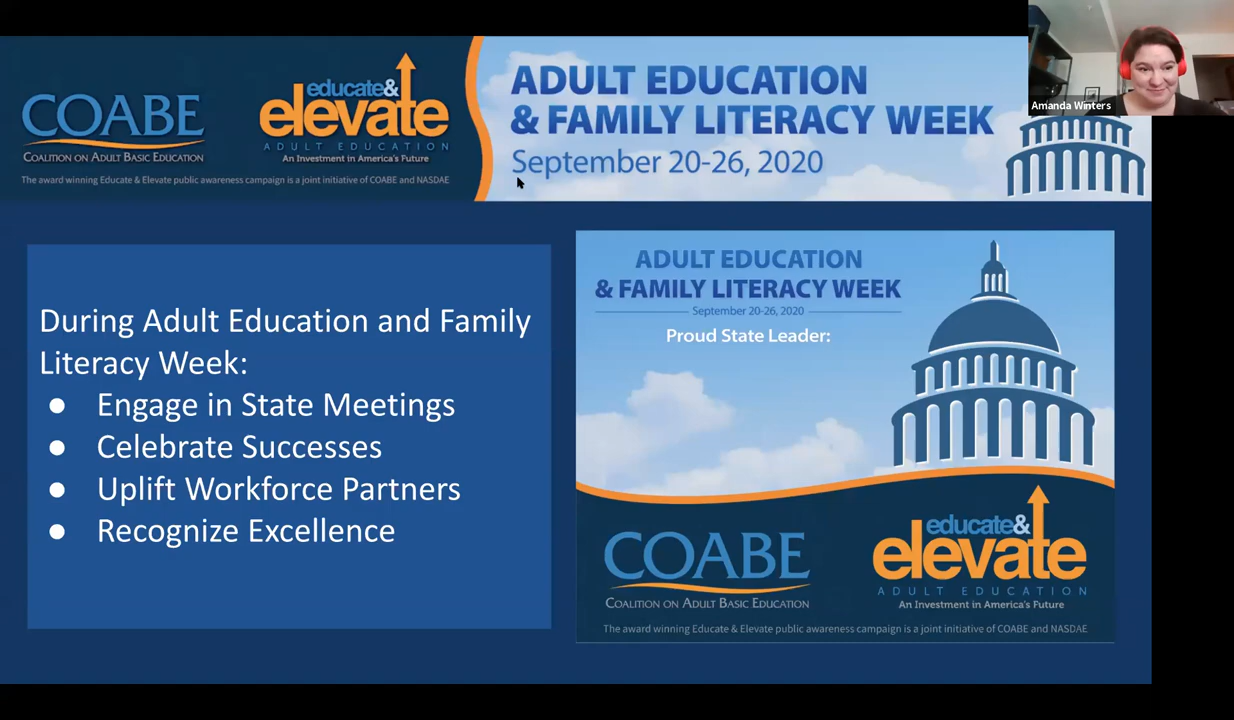 COABE
COALITION ON ADULT BASIC EDUCATION
educate&
elevate
ADULT EDUCATION
An Investment in America's Future
The award winning Educate & Elevate public awareness campaign is a joint initiative of COABE and NASDAE
ADULT EDUCATION
& FAMILY LITERACY WEEK
September 20-26, 2020
Amanda Winters
During Adult Education and Family
Literacy Week:
● Engage in State Meetings
● Celebrate Successes
● Uplift Workforce Partners
● Recognize Excellence
ADULT EDUCATION
& FAMILY LITERACY WEEK
September 20-26, 2020
Proud State Leader:
COABE
COALITION ON ADULT BASIC EDUCATION
educate&
elevate
ADULT EDUCATION
An Investment in America's Future
The award winning Educate & Elevate public awareness campaign is a joint initiative of COABE and NASDAE